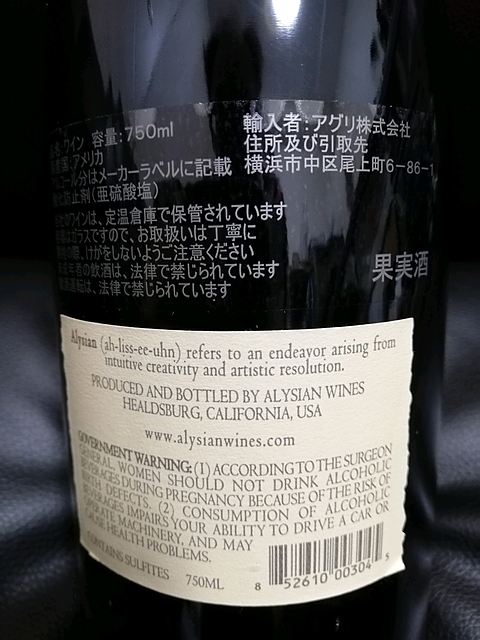 ワイン 容量:750ml
アメリカ
アルコール分はメーカーラベルに記載
酸化防止剤(亜硫酸塩)
輸入者:アグリ株式会社
住所及び引取先
横浜市中区尾上町6-86-1
ワインは、定温倉庫で保管されています
ガラスですので、お取扱いは丁寧に
けがをしないようご注意ください
の飲酒は、法律で禁じられています
運転は、法律で禁じられています
果実酒
Alysian (ah-liss-ee-uhn) refers to an endeavor arising from
intuitive creativity and artistic resolution.
PRODUCED AND BOTTLED BY ALYSIAN WINES
HEALDSBURG, CALIFORNIA, USA
www.alysianwines.com
GOVERNMENT WARNING: (1) ACCORDING TO THE SURGEON
GENERAL, WOMEN SHOULD NOT DRINK ALCOHOLIC
BEVERAGES DURING PREGNANCY BECAUSE OF THE RISK OF
BIRTH DEFECTS. (2) CONSUMPTION OF ALCOHOLIC
BEVERAGES IMPAIRS YOUR ABILITY TO DRIVE A CAR OR
OPERATE MACHINERY, AND MAY
CAUSE HEALTH PROBLEMS.
CONTAINS SULFITES 750ML
8 52610 00304 5